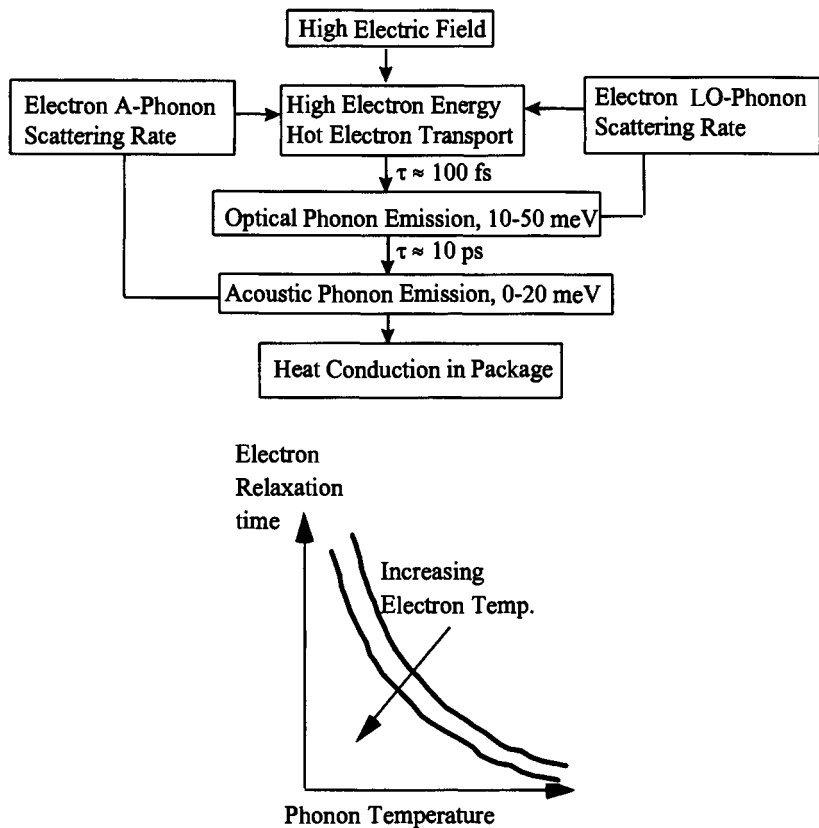 High Electric Field
Electron A-Phonon
Scattering Rate
High Electron Energy
Hot Electron Transport
Electron LO-Phonon
Scattering Rate
τ ≈ 100 fs
Optical Phonon Emission, 10-50 meV
τ ≈ 10 ps
Acoustic Phonon Emission, 0-20 meV
Heat Conduction in Package
Electron
Relaxation
time
Increasing
Electron Temp.
Phonon Temperature